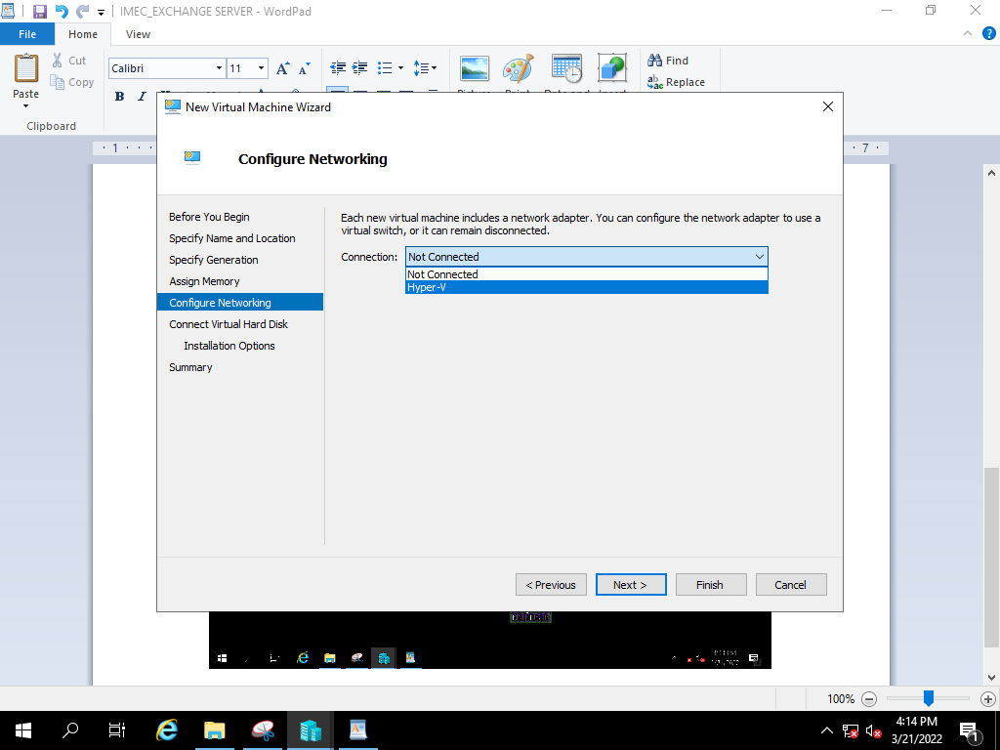 IMEC_EXCHANGE SERVER - WordPad
File Home View
Cut
Copy
Paste
Clipboard
Calibri 11
B I
Find
Replace
New Virtual Machine Wizard
Configure Networking
1 7
Before You Begin
Specify Name and Location
Specify Generation
Assign Memory
Configure Networking
Connect Virtual Hard Disk
Installation Options
Summary
Each new virtual machine includes a network adapter. You can configure the network adapter to use a
virtual switch, or it can remain disconnected.
Connection: Not Connected
Not Connected
Hyper-V
< Previous Next > Finish Cancel
100%
4:14 PM
3/21/2022
1